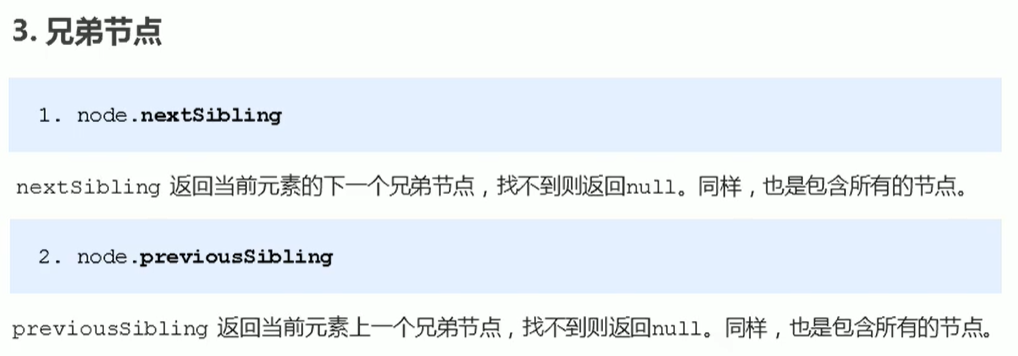 3. 兄弟节点
1. node.nextSibling
nextSibling 返回当前元素的下一个兄弟节点，找不到则返回null。同样，也是包含所有的节点。
2. node.previousSibling
previousSibling 返回当前元素上一个兄弟节点，找不到则返回null。同样，也是包含所有的节点。